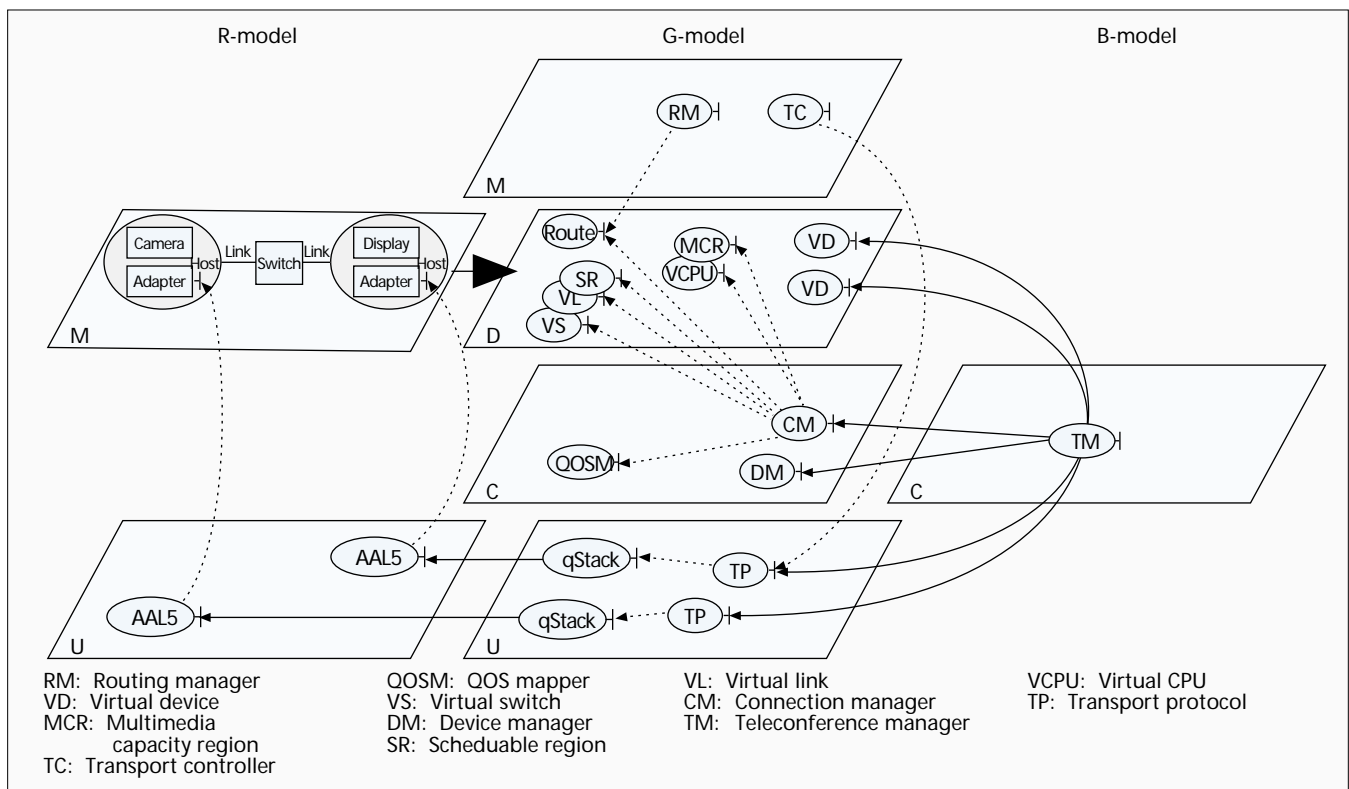 R-model G-model B-model
RM TC
M
Camera
Adapter
Host
Link
Switch
Link
Display
Adapter
Host
M
Route
MCR
VCPU
SR
VL
VS
VD
VD
D
CM
QOSM
DM
C
TM
C
AAL5
AAL5
U
qStack
TP
qStack
TP
U
RM: Routing manager
VD: Virtual device
MCR: Multimedia
capacity region
TC: Transport controller
QOSM: QOS mapper
VS: Virtual switch
DM: Device manager
SR: Scheduable region
VL: Virtual link
CM: Connection manager
TM: Teleconference manager
VCPU: Virtual CPU
TP: Transport protocol